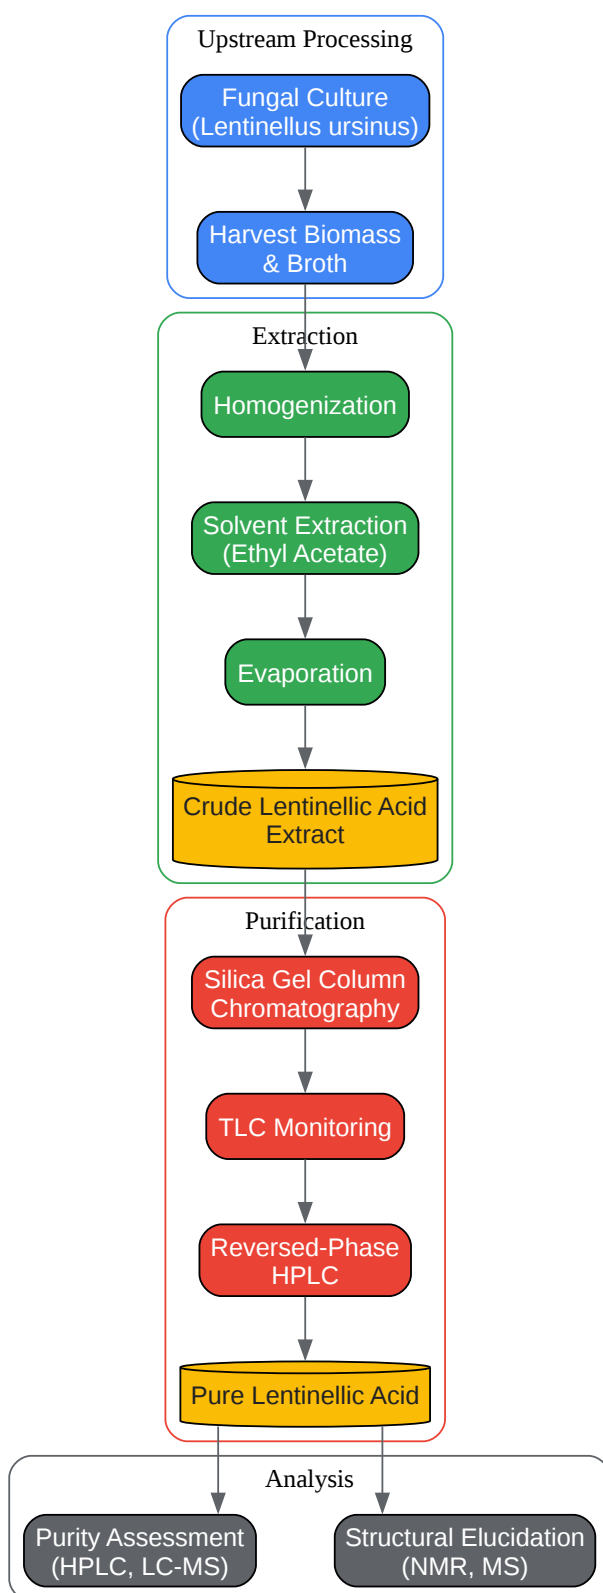 Upstream Processing
Fungal Culture
(Lentinellus ursinus)
Harvest Biomass
& Broth
Extraction
Homogenization
Solvent Extraction
(Ethyl Acetate)
Evaporation
Crude Lentinellic Acid
Extract
Purification
Silica Gel Column
Chromatography
TLC Monitoring
Reversed-Phase
HPLC
Pure Lentinellic Acid
Analysis
Purity Assessment
(HPLC, LC-MS)
Structural Elucidation
(NMR, MS)